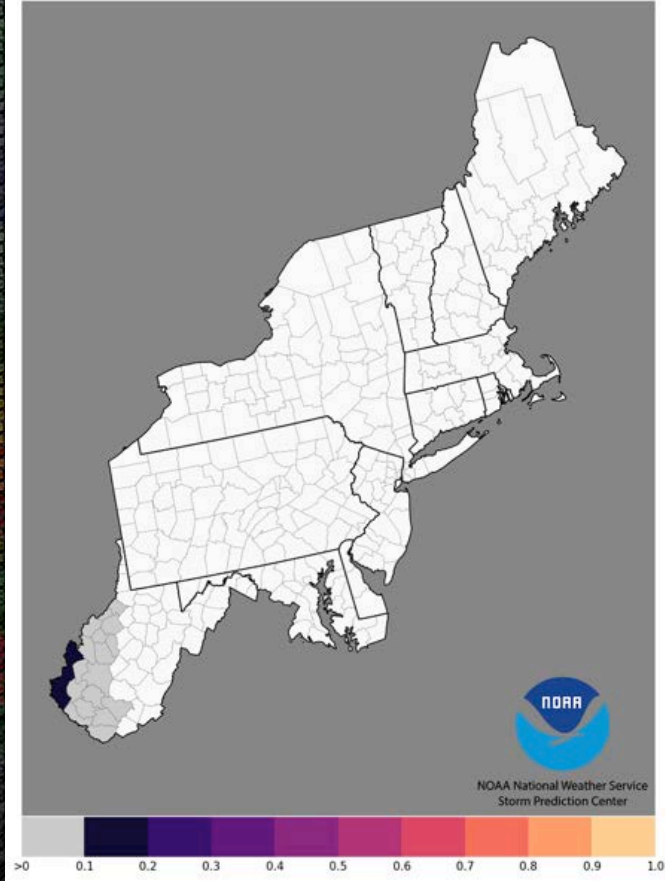 NOAA
NOAA National Weather Service
Storm Prediction Center
>0 0.1 0.2 0.3 0.4 0.5 0.6 0.7 0.8 0.9 1.0